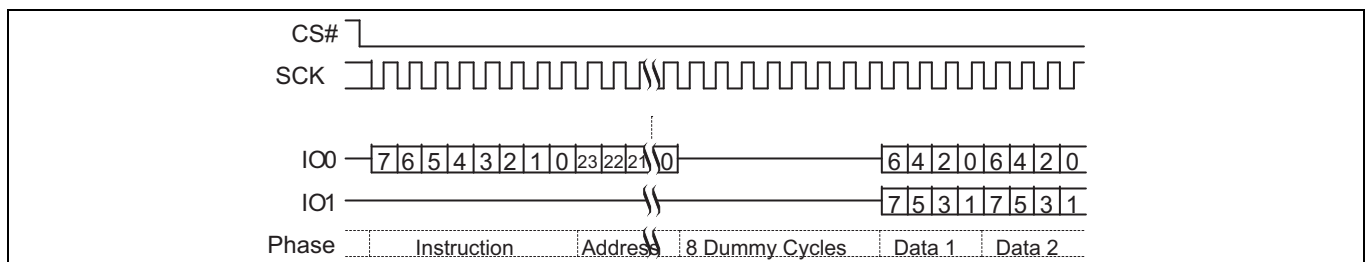 CS#
SCK
IO0 7 6 5 4 3 2 1 0 23 22 21 0 6 4 2 0 6 4 2 0
IO1 7 5 3 1 7 5 3 1
Phase Instruction Address 8 Dummy Cycles Data 1 Data 2